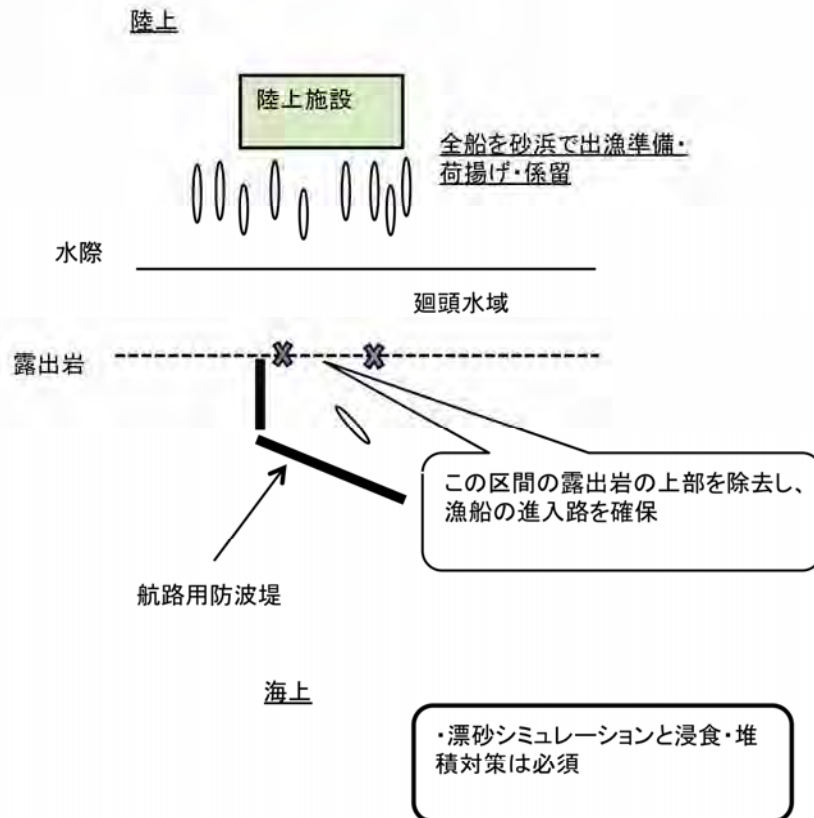 陸上
陸上施設
全船を砂浜で出漁準備・
荷揚げ・係留
水際
廻頭水域
露出岩
この区間の露出岩の上部を除去し、
漁船の進入路を確保
航路用防波堤
海上
・漂砂シミュレーションと浸食・堆
積対策は必須